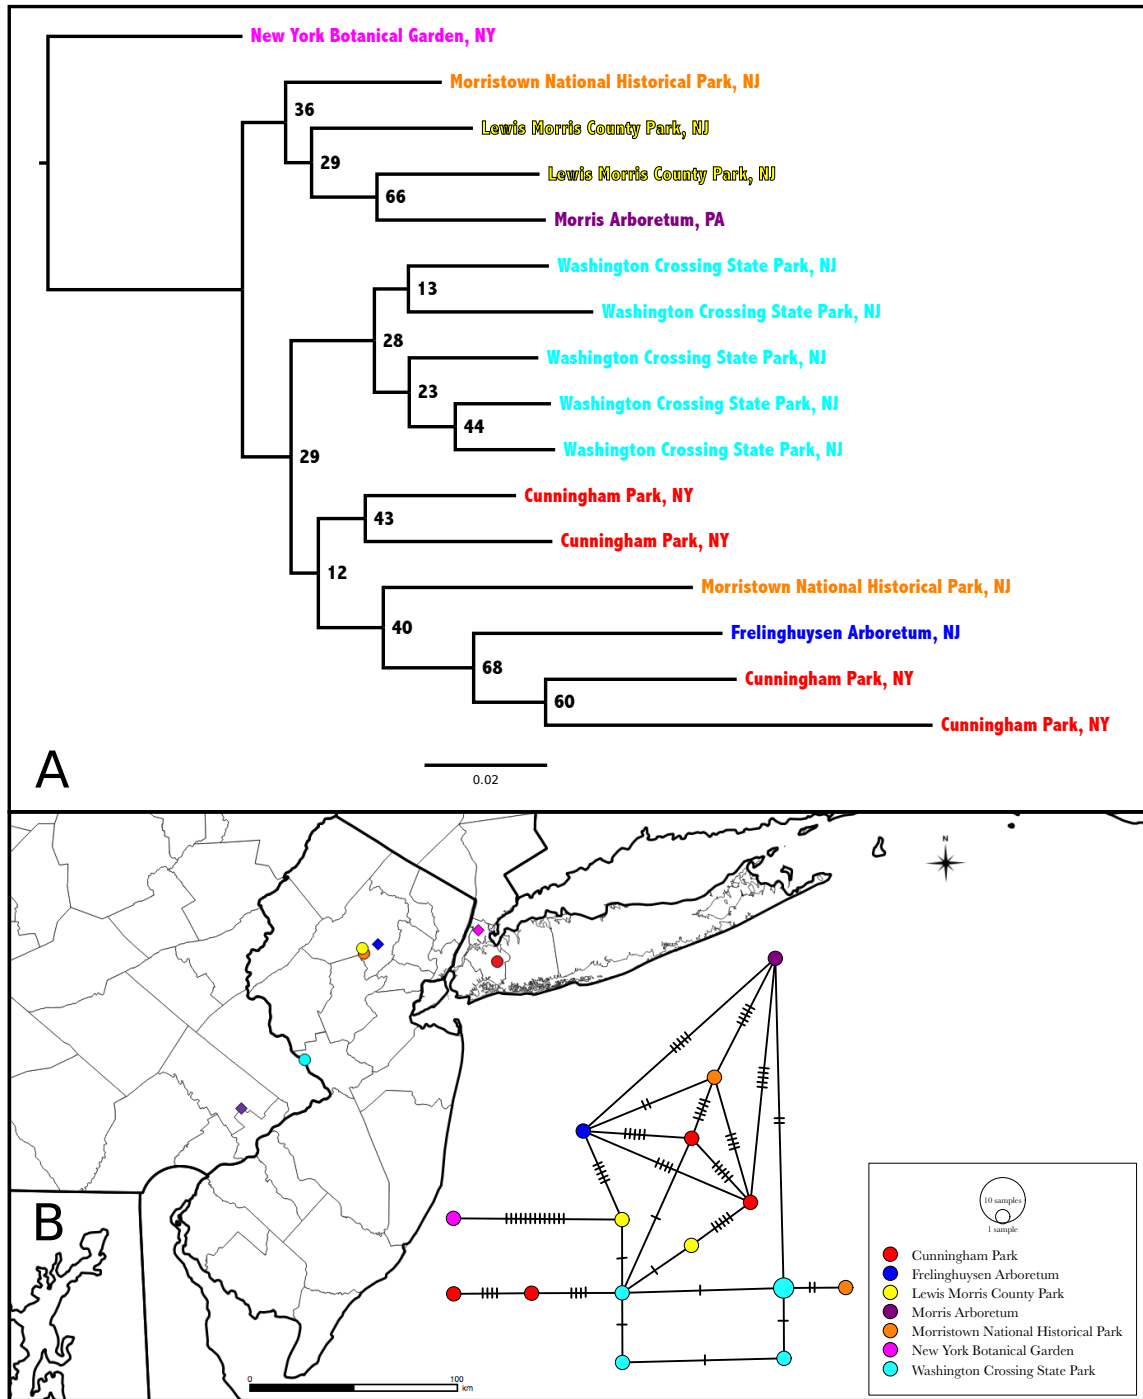 New York Botanical Garden, NY
Morristown National Historical Park, NJ
36
Lewis Morris County Park, NJ
29
Lewis Morris County Park, NJ
66
Morris Arboretum, PA
Washington Crossing State Park, NJ
13
Washington Crossing State Park, NJ
28
Washington Crossing State Park, NJ
23
Washington Crossing State Park, NJ
44
Washington Crossing State Park, NJ
29
Cunningham Park, NY
43
Cunningham Park, NY
12
Morristown National Historical Park, NJ
40
Frelinghuysen Arboretum, NJ
68
Cunningham Park, NY
60
Cunningham Park, NY
A
0.02
N
B
0 100
km
10 samples
1 sample
Cunningham Park
Frelinghuysen Arboretum
Lewis Morris County Park
Morris Arboretum
Morristown National Historical Park
New York Botanical Garden
Washington Crossing State Park